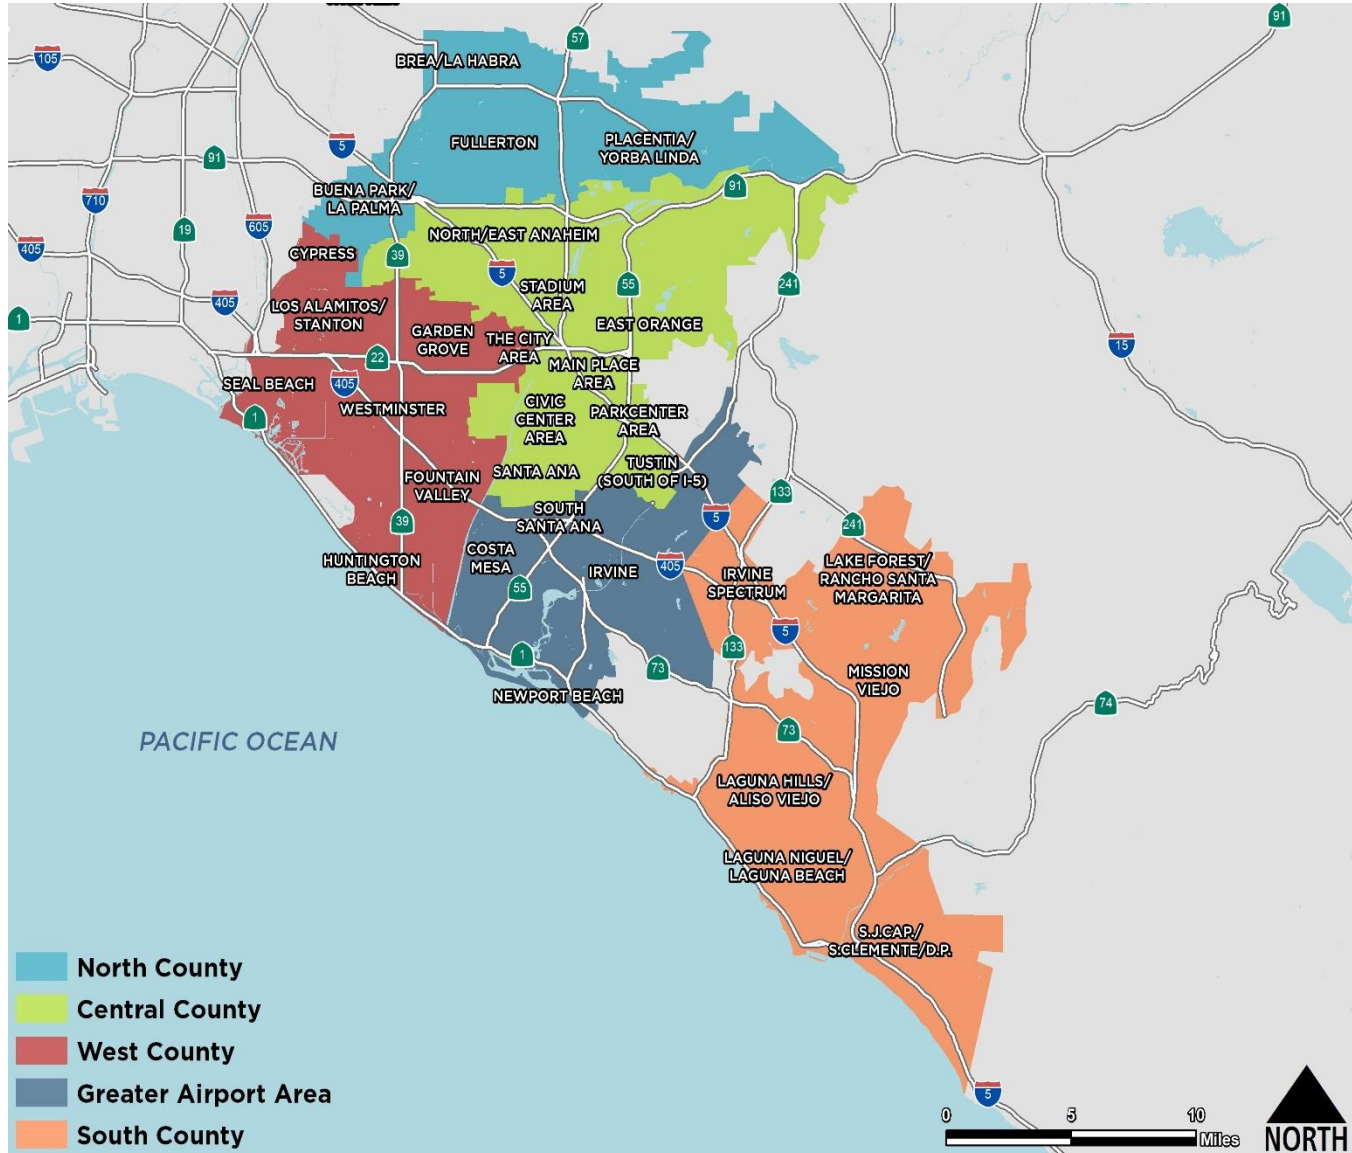 57
91
105
BREA/LA HABRA
5
FULLERTON
PLACENTIA/
YORBA LINDA
91
91
710
BUENA PARK/
LA PALMA
19
605
405
CYPRESS
39
NORTH/EAST ANAHEIM
5
STADIUM
AREA
55
241
405
LOS ALAMITOS/
STANTON
1
GARDEN
GROVE
THE CITY
AREA
EAST ORANGE
15
22
MAIN PLACE
AREA
SEAL BEACH
405
WESTMINSTER
1
CIVIC
CENTER
AREA
PARKCENTER
AREA
FOUNTAIN
VALLEY
SANTA ANA
TUSTIN
(SOUTH OF I-5)
133
39
SOUTH
SANTA ANA
5
241
HUNTINGTON
BEACH
COSTA
MESA
55
IRVINE
405
IRVINE
SPECTRUM
LAKE FOREST/
RANCHO SANTA
MARGARITA
5
133
1
73
NEWPORT BEACH
MISSION
VIEJO
74
73
PACIFIC OCEAN
LAGUNA HILLS/
ALISO VIEJO
LAGUNA NIGUEL/
LAGUNA BEACH
S.J.CAP./
S.CLEMENTE/D.P.
North County
Central County
West County
Greater Airport Area
South County
5
0 5 10
Miles
NORTH